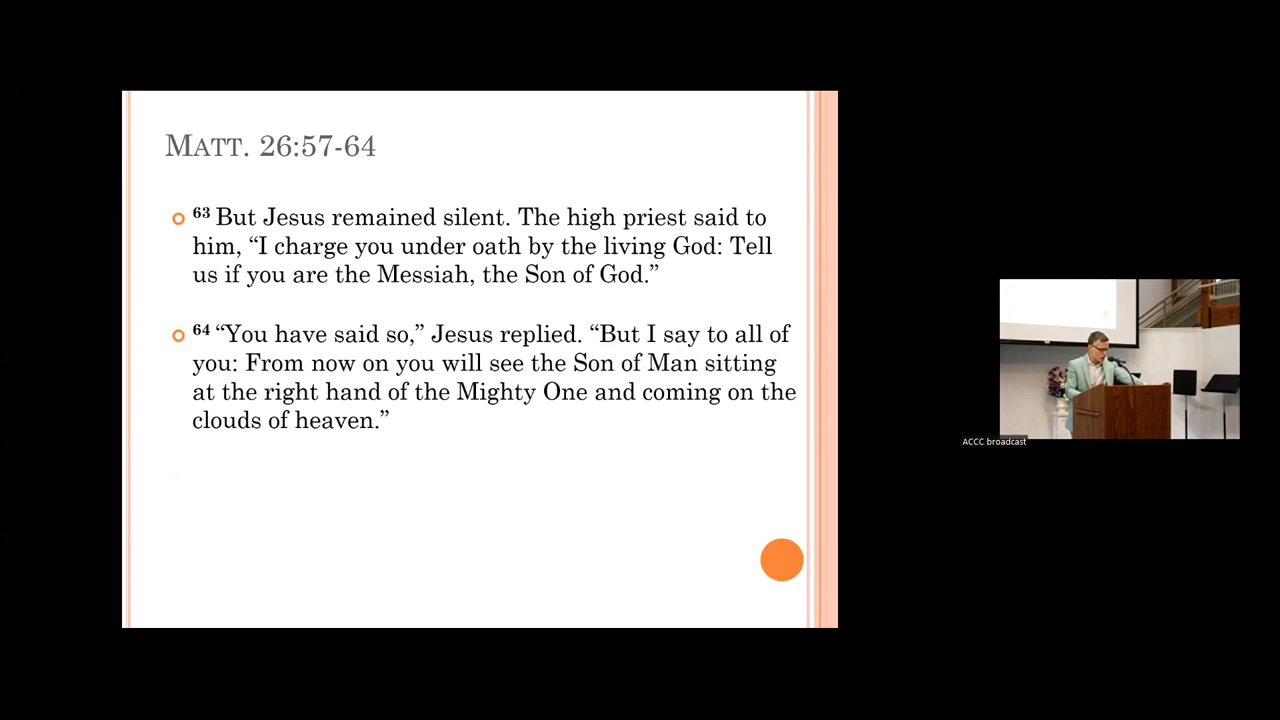 MATT. 26:57-64
63 But Jesus remained silent. The high priest said to
him, “I charge you under oath by the living God: Tell
us if you are the Messiah, the Son of God.”
64 “You have said so,” Jesus replied. “But I say to all of
you: From now on you will see the Son of Man sitting
at the right hand of the Mighty One and coming on the
clouds of heaven.”
ACCC broadcast